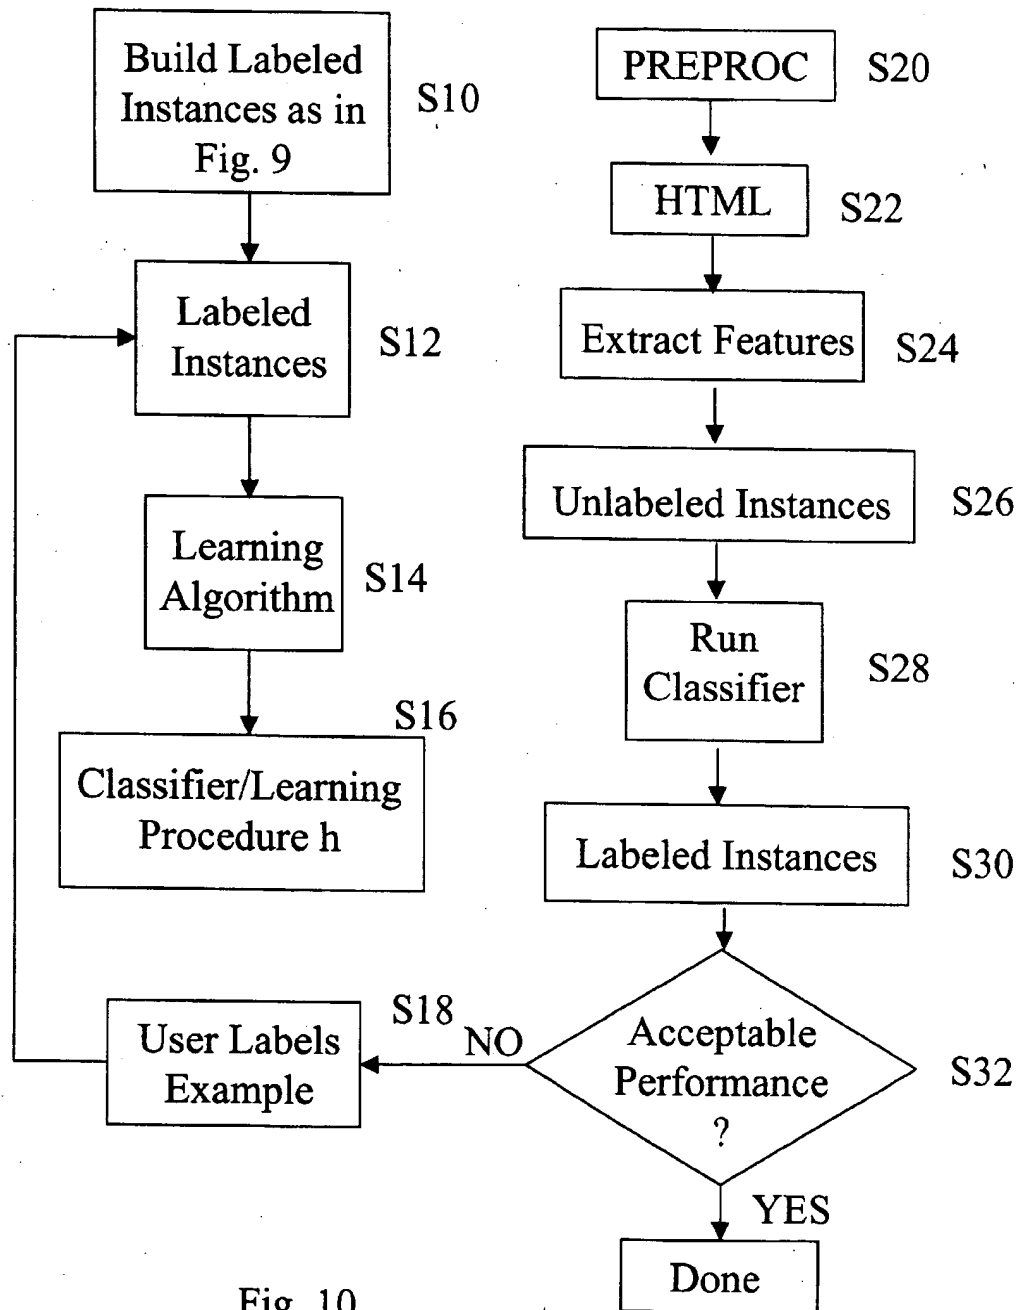 Build Labeled
Instances as in
Fig. 9
S10
Labeled
Instances
S12
Learning
Algorithm
S14
S16
Classifier/Learning
Procedure h
User Labels
Example
S18
PREPROC
S20
HTML
S22
Extract Features
S24
Unlabeled Instances
S26
Run
Classifier
S28
Labeled Instances
S30
Acceptable
Performance
?
S32
NO
YES
Done
Fig. 10